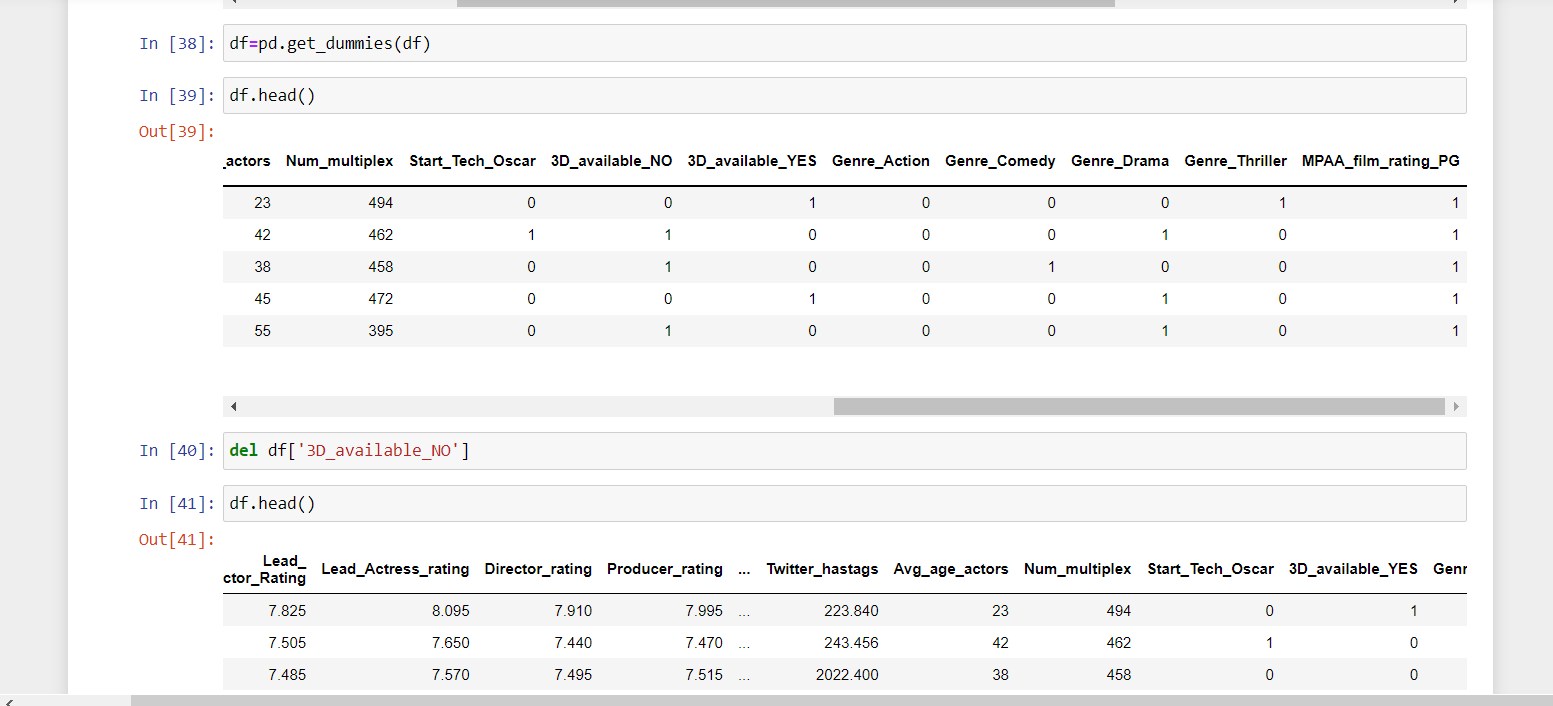 In [38]: df=pd.get_dummies(df)
In [39]: df.head()
Out[39]:
_actors Num_multiplex Start_Tech_Oscar 3D_available_NO 3D_available_YES Genre_Action Genre_Comedy Genre_Drama Genre_Thriller MPAA_film_rating_PG
23 494 0 0 1 0 0 0 1 1
42 462 1 1 0 0 0 1 0 1
38 458 0 1 0 0 1 0 0 1
45 472 0 0 1 0 0 1 0 1
55 395 0 1 0 0 0 1 0 1
In [40]: del df['3D_available_NO']
In [41]: df.head()
Out[41]:
Lead_
ctor_Rating Lead_Actress_rating Director_rating Producer_rating ... Twitter_hastags Avg_age_actors Num_multiplex Start_Tech_Oscar 3D_available_YES Genr
7.825 8.095 7.910 7.995 ... 223.840 23 494 0 1
7.505 7.650 7.440 7.470 ... 243.456 42 462 1 0
7.485 7.570 7.495 7.515 ... 2022.400 38 458 0 0